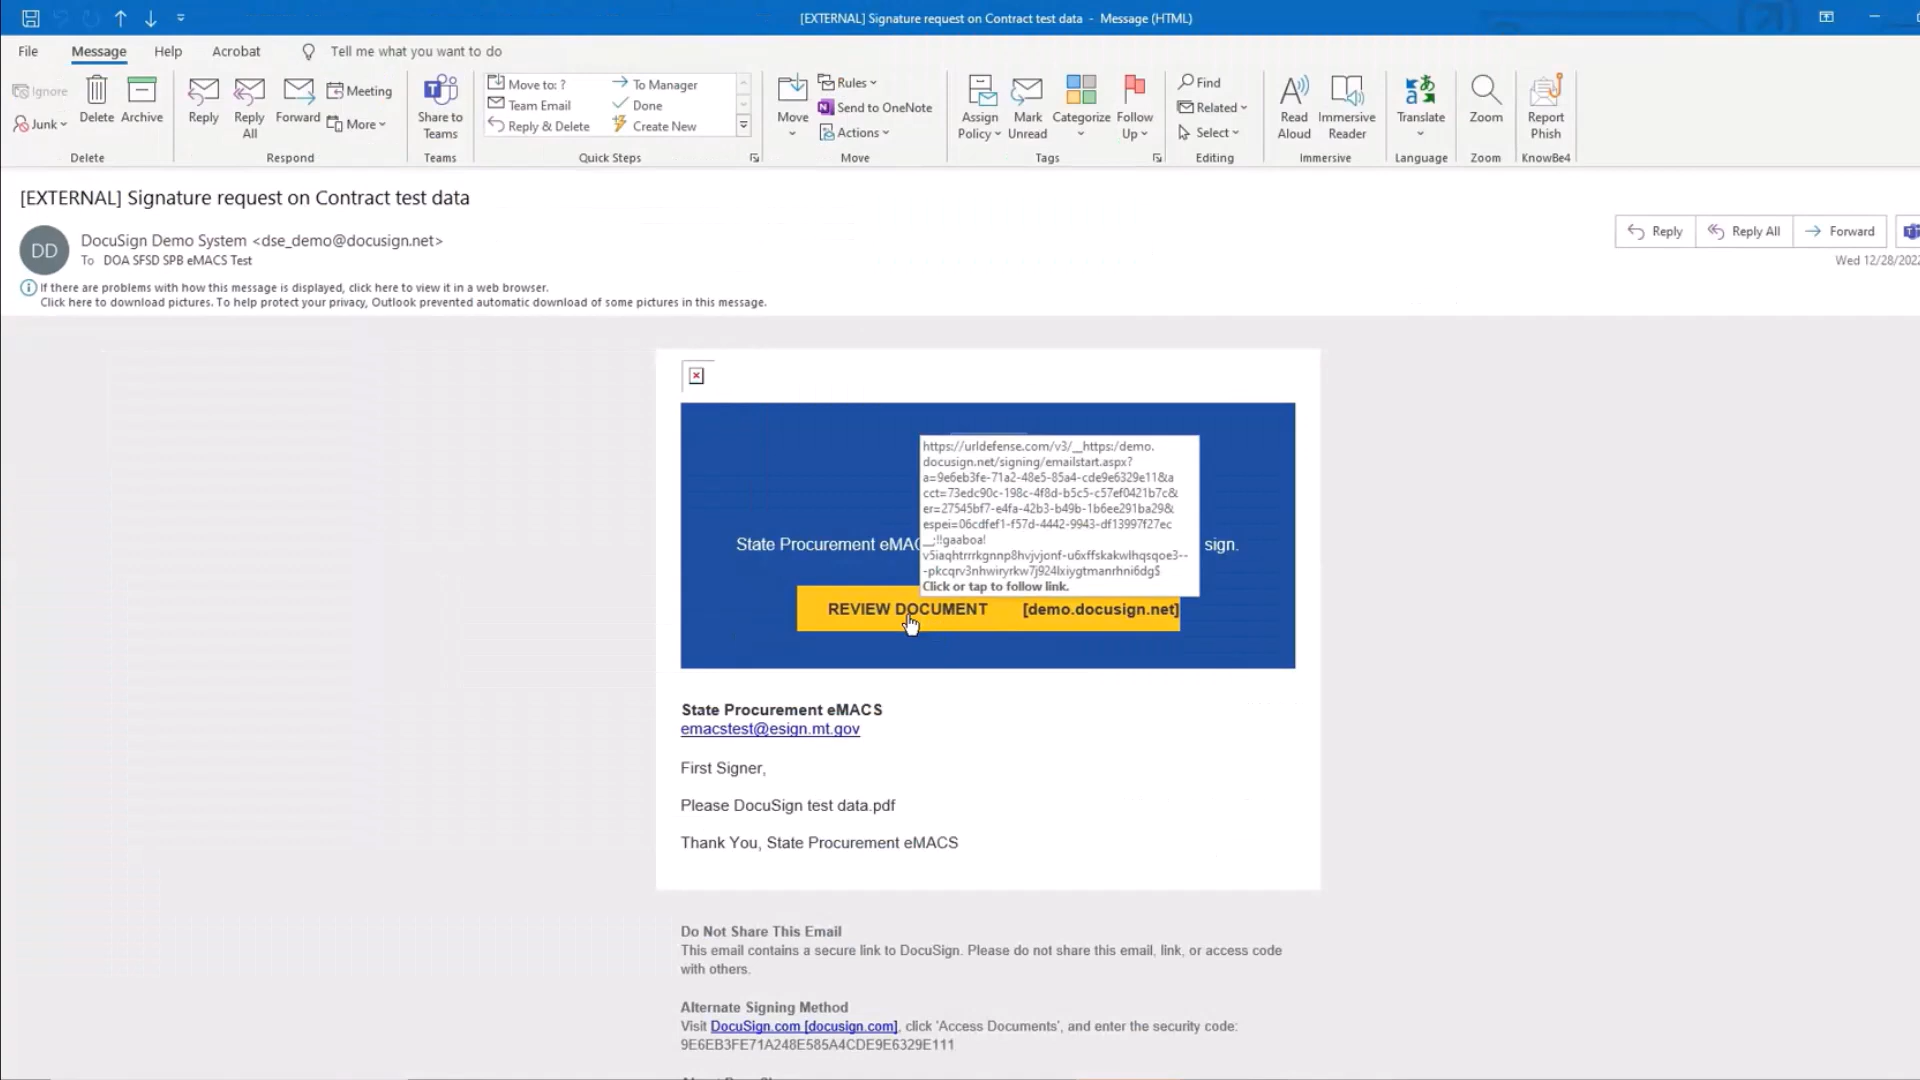 [EXTERNAL] Signature request on Contract test data - Message (HTML)
File Message Help Acrobat Tell me what you want to do
Ignore
Junk
Delete
Archive
Delete
Reply
Reply All
Forward
Meeting
More
Respond
Share to Teams
Teams
Move to: ?
Team Email
Reply & Delete
To Manager
Done
Create New
Quick Steps
Move
Rules
Send to OneNote
Actions
Move
Assign Policy
Mark Unread
Categorize
Follow Up
Tags
Find
Related
Select
Editing
Read Aloud
Immersive Reader
Immersive
Translate
Language
Zoom
Zoom
Report Phish
KnowBe4
[EXTERNAL] Signature request on Contract test data
DD
DocuSign Demo System <dse_demo@docusign.net>
To DOA SFSD SPB eMACS Test
Reply
Reply All
Forward
Wed 12/28/2022
If there are problems with how this message is displayed, click here to view it in a web browser.
Click here to download pictures. To help protect your privacy, Outlook prevented automatic download of some pictures in this message.
https://urldefense.com/v3/__https:/demo.
docusign.net/signing/emailstart.aspx?
a=9e6eb3fe-71a2-48e5-85a4-cde9e6329e11&a
cct=73edc90c-198c-4f8d-b5c5-c57ef0421b7c&
er=27545bf7-e4fa-42b3-b49b-1b6ee291ba29&
espei=06cdfef1-f57d-4442-9943-df13997f27ec
__;!!gaaboa!
v5iaqhtrrrkgnnp8hvjvjonf-u6xffskakwlhqsqoe3--
-pkcqrv3nhwiryrkw7j924lxiygtmanrhni6dg$
Click or tap to follow link.
State Procurement eMAC sign.
REVIEW DOCUMENT [demo.docusign.net]
State Procurement eMACS
emacstest@esign.mt.gov
First Signer,
Please DocuSign test data.pdf
Thank You, State Procurement eMACS
Do Not Share This Email
This email contains a secure link to DocuSign. Please do not share this email, link, or access code
with others.
Alternate Signing Method
Visit DocuSign.com [docusign.com], click 'Access Documents', and enter the security code:
9E6EB3FE71A248E585A4CDE9E6329E111